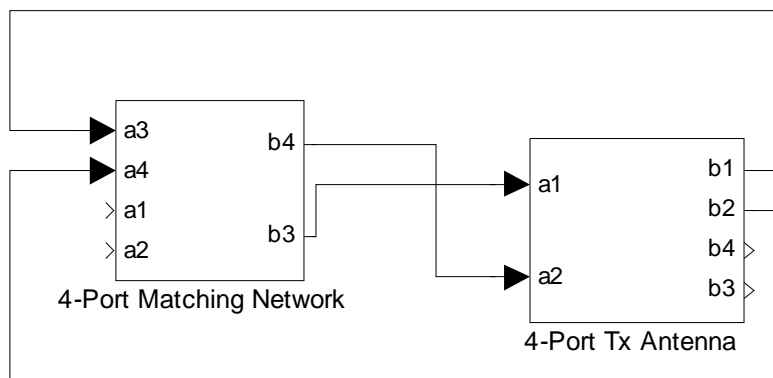 a3
a4
a1
a2
b4
b3
4-Port Matching Network
a1
a2
b1
b2
b4
b3
4-Port Tx Antenna